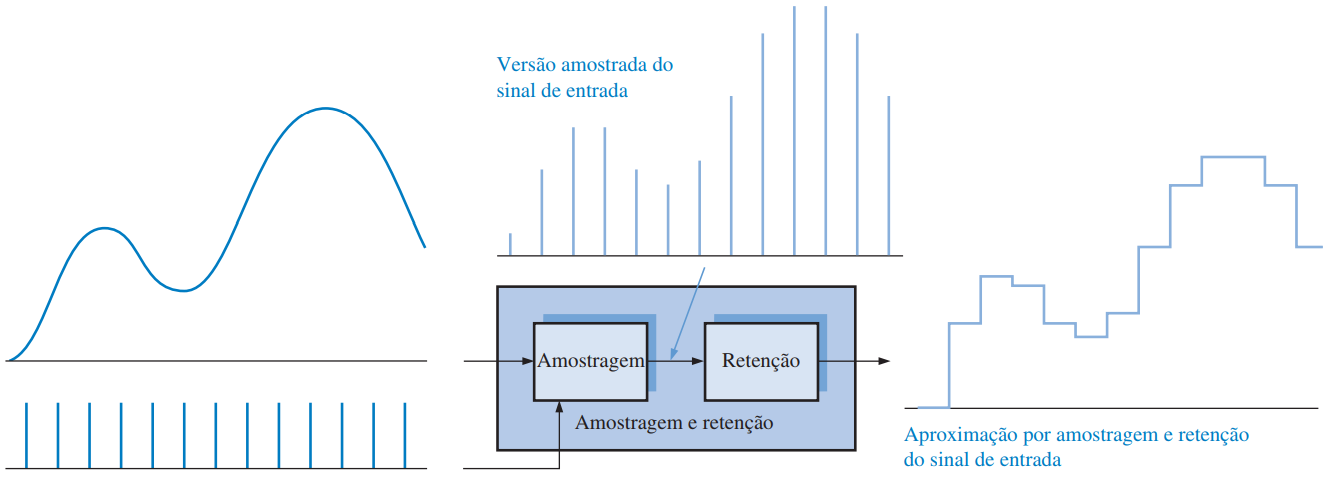 Versão amostrada do
sinal de entrada
Amostragem
Retenção
Amostragem e retenção
Aproximação por amostragem e retenção
do sinal de entrada